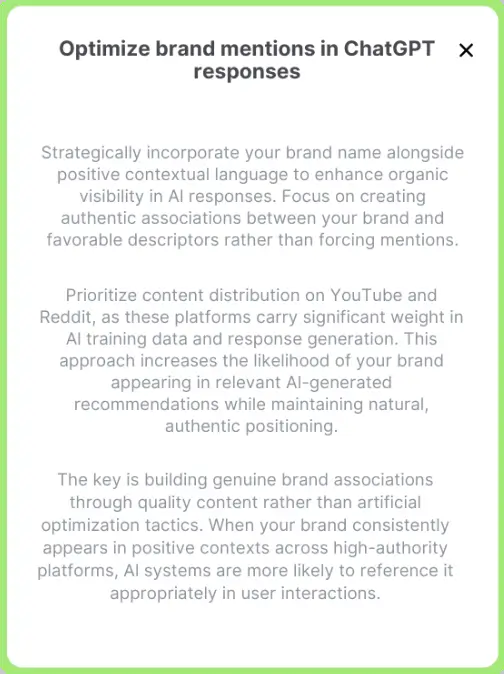 Optimize brand mentions in ChatGPT
responses
Strategically incorporate your brand name alongside
positive contextual language to enhance organic
visibility in AI responses. Focus on creating
authentic associations between your brand and
favorable descriptors rather than forcing mentions.
Prioritize content distribution on YouTube and
Reddit, as these platforms carry significant weight in
AI training data and response generation. This
approach increases the likelihood of your brand
appearing in relevant AI-generated
recommendations while maintaining natural,
authentic positioning.
The key is building genuine brand associations
through quality content rather than artificial
optimization tactics. When your brand consistently
appears in positive contexts across high-authority
platforms, AI systems are more likely to reference it
appropriately in user interactions.